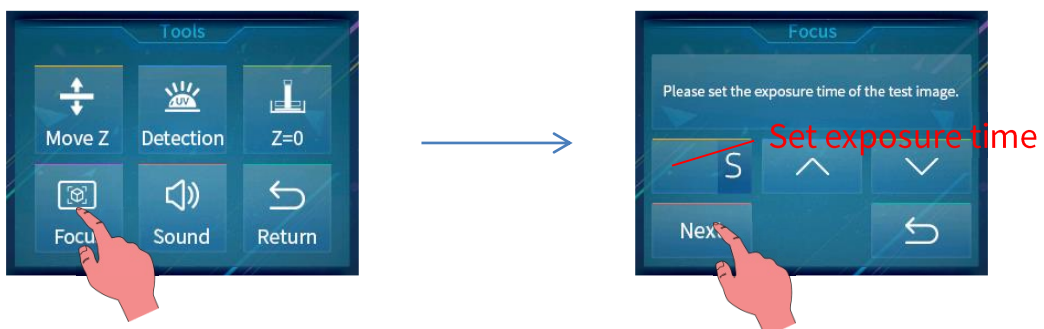 Tools
Move Z
Detection
Z=0
Focu
Sound
Return
Focus
Please set the exposure time of the test image.
Set exposure time
S
Next